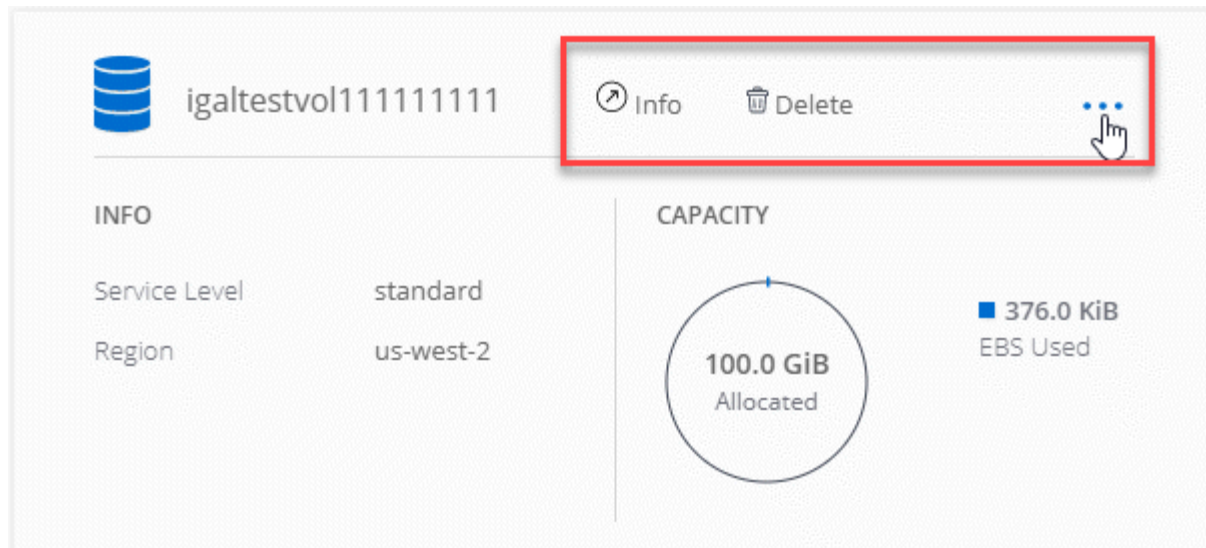 igaltestvol111111111 Info Delete
INFO
Service Level standard
Region us-west-2
CAPACITY
100.0 GiB
Allocated
376.0 KiB
EBS Used